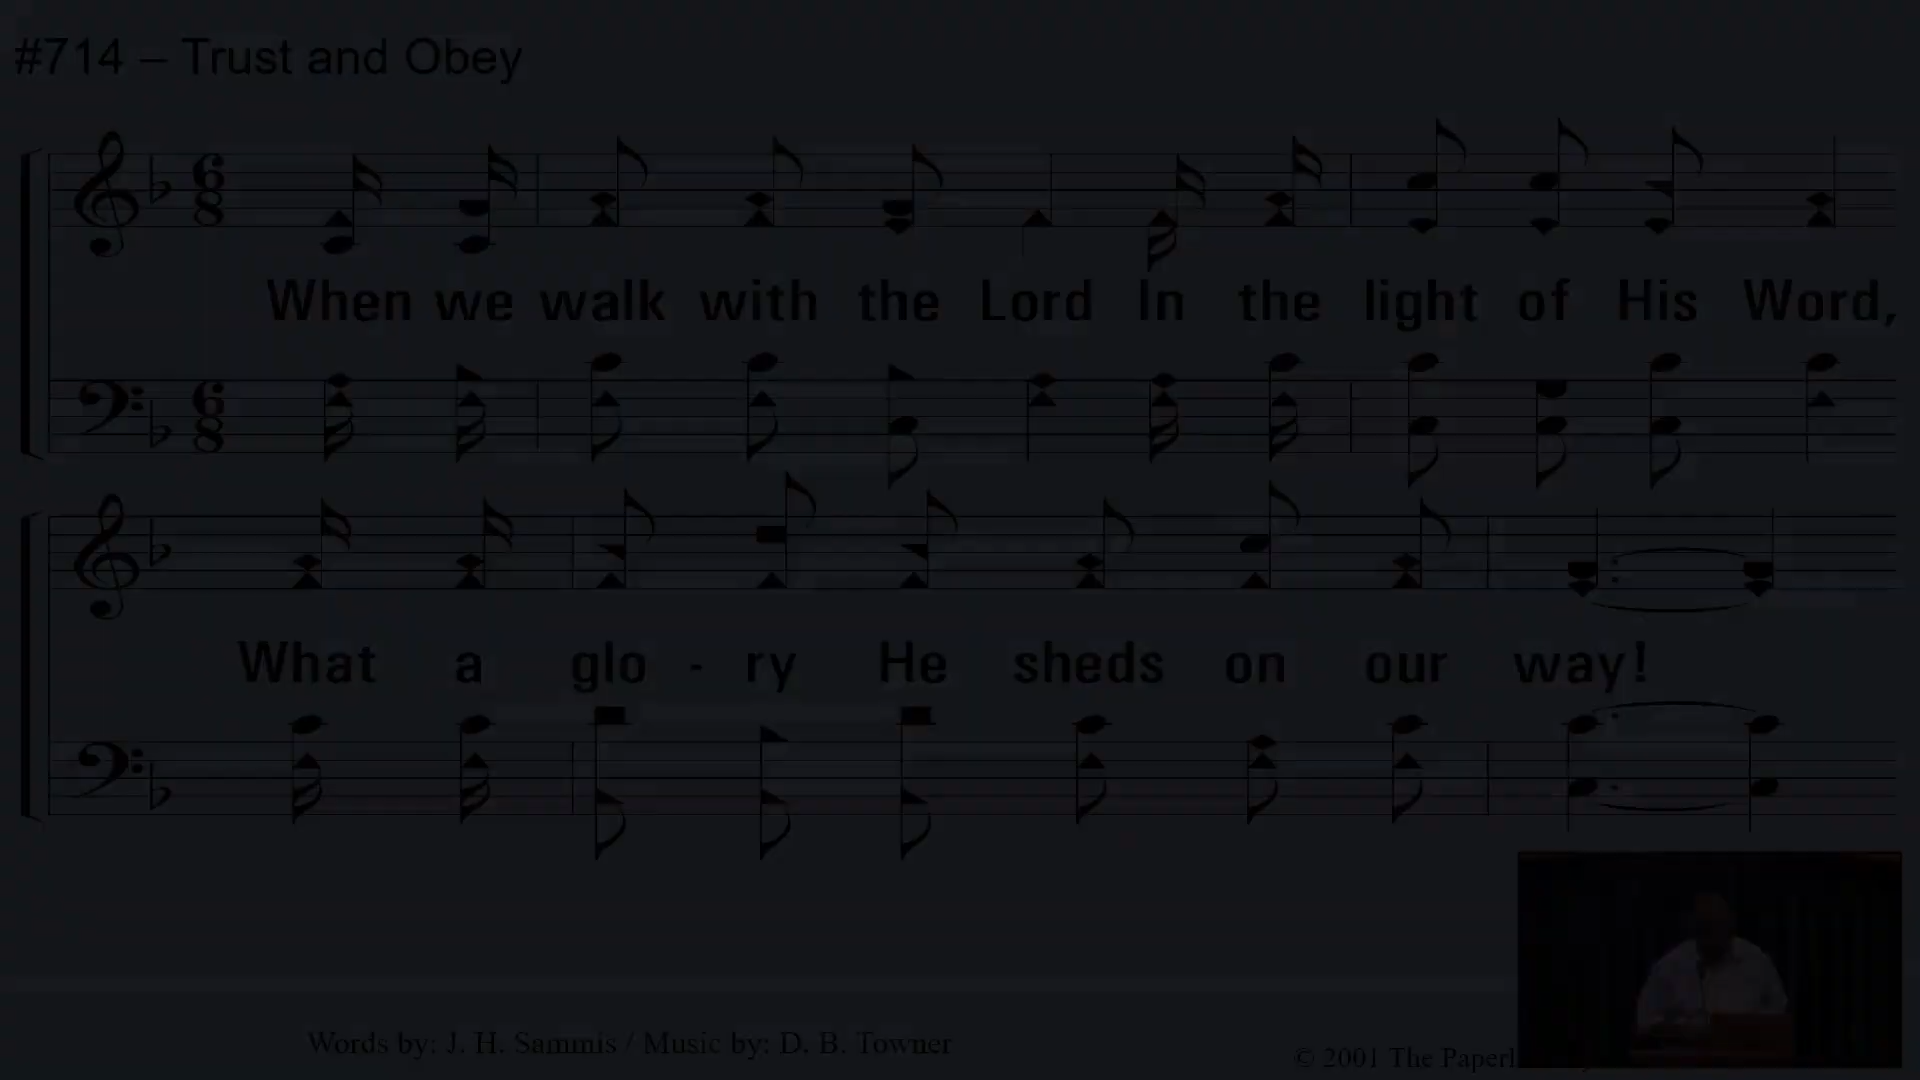 #714 – Trust and Obey
When we walk with the Lord In the light of His Word,
What a glo - ry He sheds on our way!
Words by: J. H. Sammis / Music by: D. B. Towner
© 2001 The Paperl